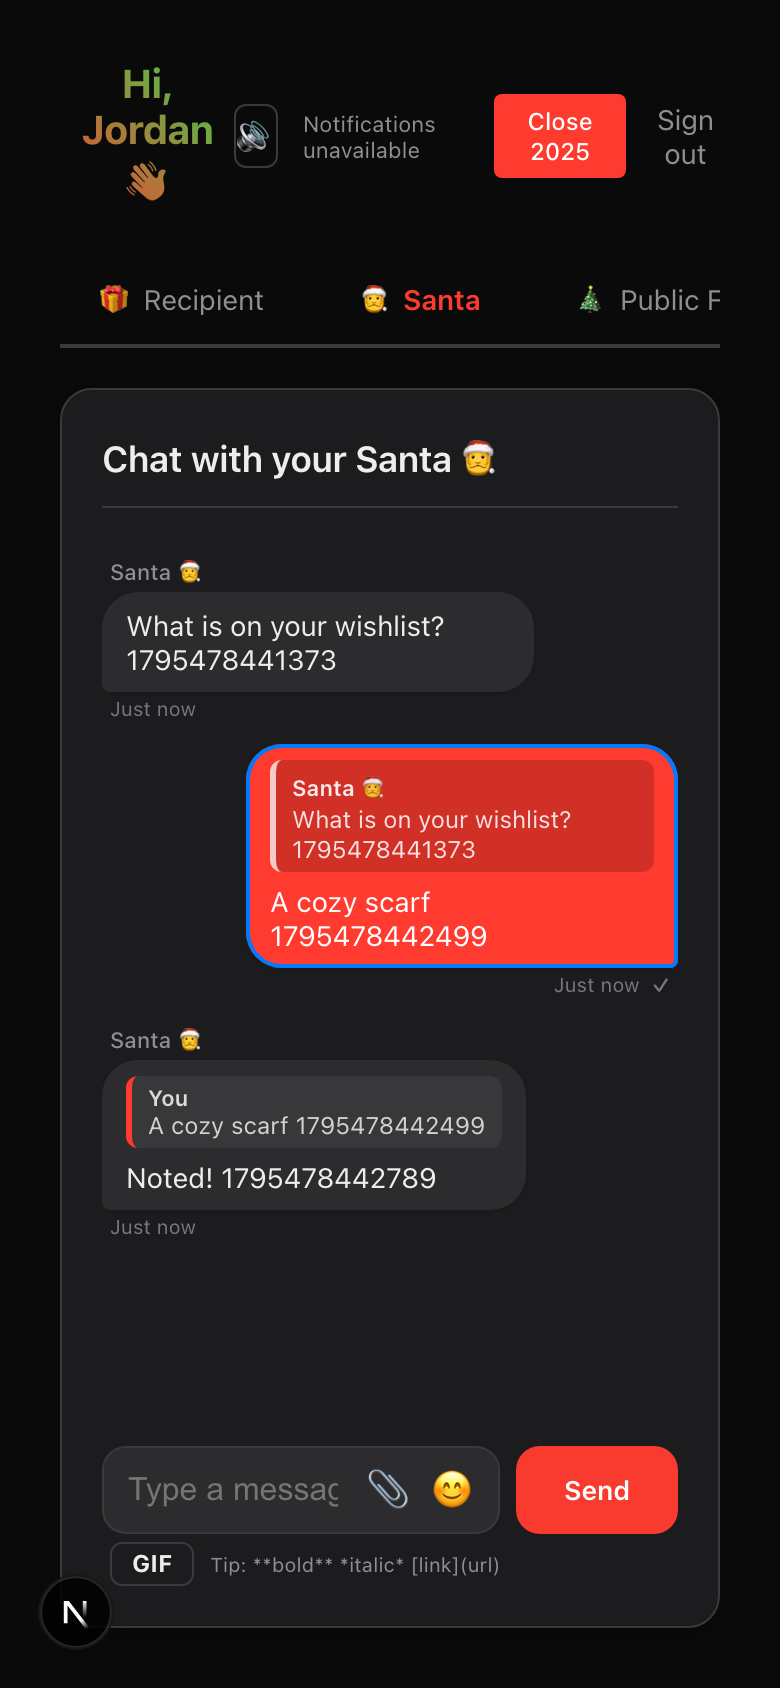 Hi,
Jordan
👋
🔊
Notifications
unavailable
Close
2025
Sign
out
🎁 Recipient
🎅 Santa
🎄 Public F
Chat with your Santa 🎅
Santa 🎅
What is on your wishlist?
1795478441373
Just now
Santa 🎅
What is on your wishlist?
1795478441373
A cozy scarf
1795478442499
Just now ✓
Santa 🎅
You
A cozy scarf 1795478442499
Noted! 1795478442789
Just now
Type a messag
📎 😊
Send
GIF
Tip: **bold** *italic* [link](url)
N